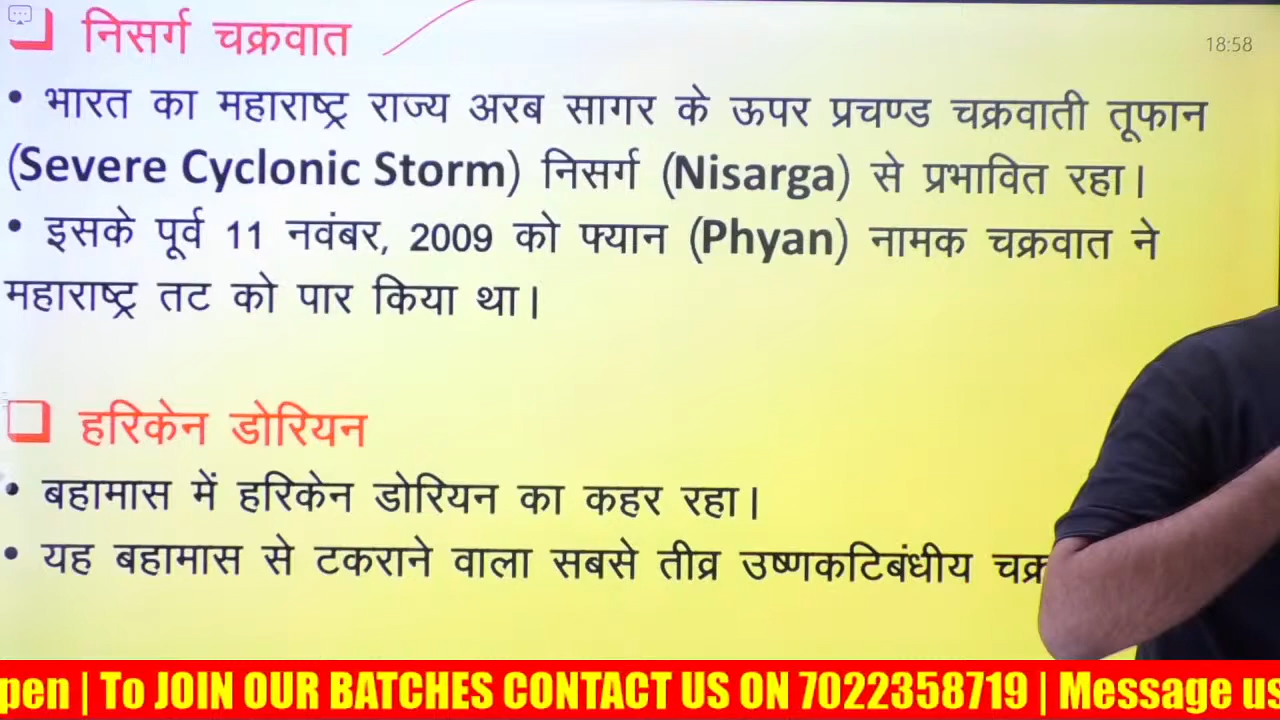 18:58
निसर्ग चक्रवात
• भारत का महाराष्ट्र राज्य अरब सागर के ऊपर प्रचण्ड चक्रवाती तूफान
(Severe Cyclonic Storm) निसर्ग (Nisarga) से प्रभावित रहा।
• इसके पूर्व 11 नवंबर, 2009 को फ्यान (Phyan) नामक चक्रवात ने
महाराष्ट्र तट को पार किया था।
हरिकेन डोरियन
• बहामास में हरिकेन डोरियन का कहर रहा।
• यह बहामास से टकराने वाला सबसे तीव्र उष्णकटिबंधीय
pen | To JOIN OUR BATCHES CONTACT US ON 7022358719 | Message us